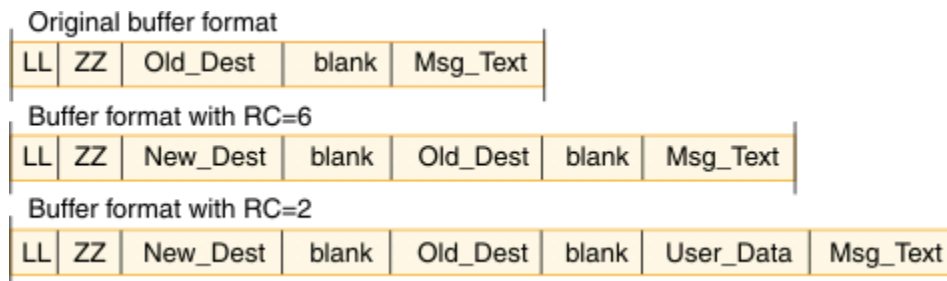 Original buffer format
LL ZZ Old_Dest blank Msg_Text
Buffer format with RC=6
LL ZZ New_Dest blank Old_Dest blank Msg_Text
Buffer format with RC=2
LL ZZ New_Dest blank Old_Dest blank User_Data Msg_Text